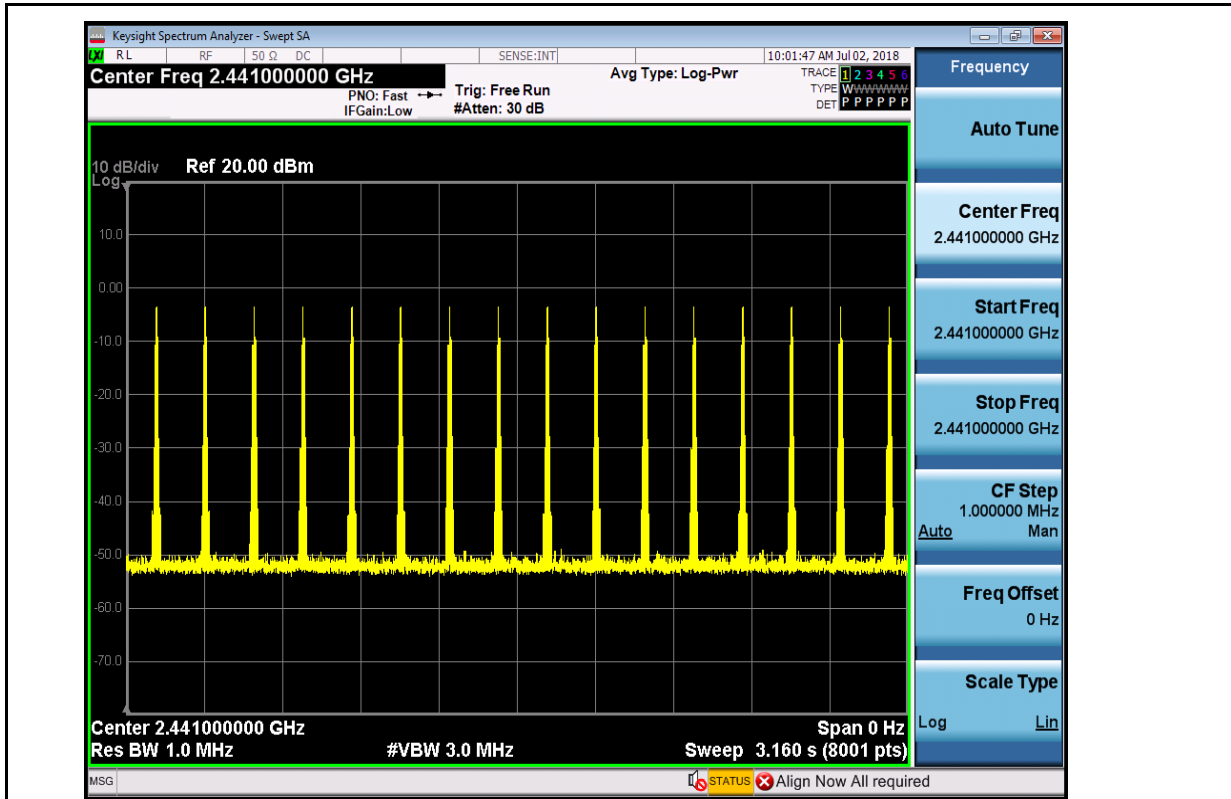 Keysight Spectrum Analyzer - Swept SA
LXI RL RF 50 Ω DC SENSE:INT 10:01:47 AM Jul 02, 2018
Center Freq 2.441000000 GHz
PNO: Fast
IFGain:Low
Trig: Free Run
#Atten: 30 dB
Avg Type: Log-Pwr
TRACE 1 2 3 4 5 6
TYPE WWWWWW
DET P P P P P P
10 dB/div Ref 20.00 dBm
Log
10.0
0.00
-10.0
-20.0
-30.0
-40.0
-50.0
-60.0
-70.0
Center 2.441000000 GHz Span 0 Hz
Res BW 1.0 MHz #VBW 3.0 MHz Sweep 3.160 s (8001 pts)
MSG STATUS Align Now All required
Frequency
Auto Tune
Center Freq
2.441000000 GHz
Start Freq
2.441000000 GHz
Stop Freq
2.441000000 GHz
CF Step
1.000000 MHz
Auto Man
Freq Offset
0 Hz
Scale Type
Log Lin